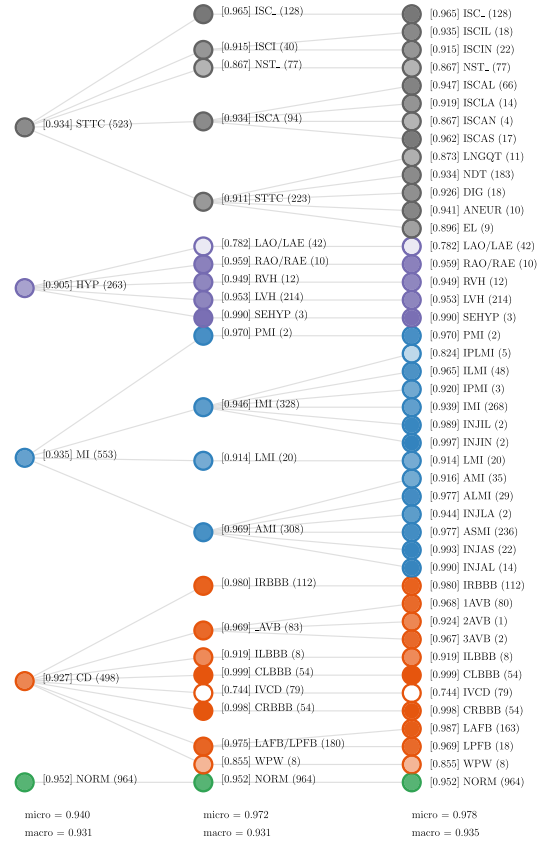 [0.965] ISC_ (128) [0.965] ISC_ (128)
[0.935] ISCIL (18)
[0.915] ISCI (40) [0.915] ISCIN (22)
[0.867] NST_ (77) [0.867] NST_ (77)
[0.947] ISCAL (66)
[0.919] ISCLA (14)
[0.934] STTC (523) [0.934] ISCA (94) [0.867] ISCAN (4)
[0.962] ISCAS (17)
[0.873] LNGQT (11)
[0.934] NDT (183)
[0.911] STTC (223) [0.926] DIG (18)
[0.941] ANEUR (10)
[0.896] EL (9)
[0.782] LAO/LAE (42) [0.782] LAO/LAE (42)
[0.959] RAO/RAE (10) [0.959] RAO/RAE (10)
[0.905] HYP (263) [0.949] RVH (12) [0.949] RVH (12)
[0.953] LVH (214) [0.953] LVH (214)
[0.990] SEHYP (3) [0.990] SEHYP (3)
[0.970] PMI (2) [0.970] PMI (2)
[0.824] IPLMI (5)
[0.965] ILMI (48)
[0.920] IPMI (3)
[0.946] IMI (328) [0.939] IMI (268)
[0.989] INJIL (2)
[0.997] INJIN (2)
[0.935] MI (553) [0.914] LMI (20) [0.914] LMI (20)
[0.916] AMI (35)
[0.977] ALMI (29)
[0.944] INJLA (2)
[0.969] AMI (308) [0.977] ASMI (236)
[0.993] INJAS (22)
[0.990] INJAL (14)
[0.980] IRBBB (112) [0.980] IRBBB (112)
[0.968] 1AVB (80)
[0.969] _AVB (83) [0.924] 2AVB (1)
[0.967] 3AVB (2)
[0.919] ILBBB (8) [0.919] ILBBB (8)
[0.927] CD (498) [0.999] CLBBB (54) [0.999] CLBBB (54)
[0.744] IVCD (79) [0.744] IVCD (79)
[0.998] CRBBB (54) [0.998] CRBBB (54)
[0.987] LAFB (163)
[0.975] LAFB/LPFB (180) [0.969] LPFB (18)
[0.855] WPW (8) [0.855] WPW (8)
[0.952] NORM (964) [0.952] NORM (964) [0.952] NORM (964)
micro = 0.940 micro = 0.972 micro = 0.978
macro = 0.931 macro = 0.931 macro = 0.935